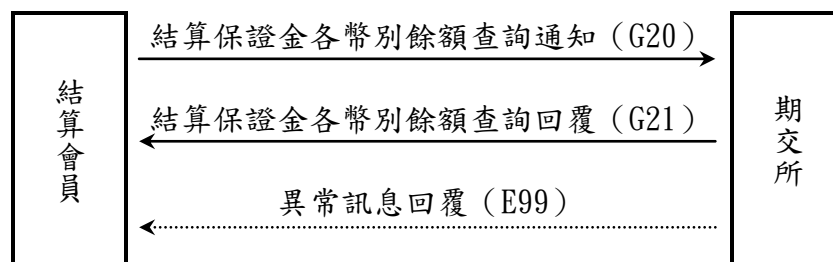 結算會員
結算保證金各幣別餘額查詢通知（G20）
結算保證金各幣別餘額查詢回覆（G21）
異常訊息回覆（E99）
期交所